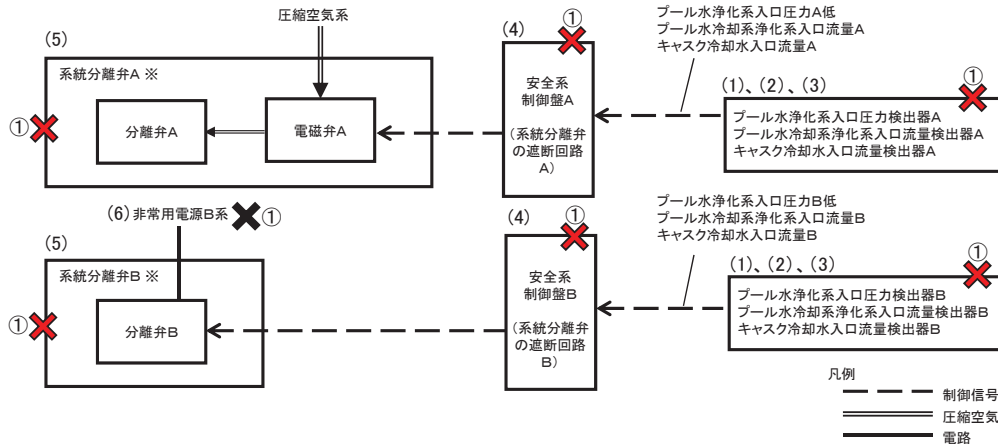 圧縮空気系
(5)
系統分離弁A ※
①
分離弁A
電磁弁A
(4)
①
安全系
制御盤A
(系統分離弁
の遮断回路
A)
プール水浄化系入口圧力A低
プール水冷却系浄化系入口流量A
キャスク冷却水入口流量A
(1)、(2)、(3)
①
プール水浄化系入口圧力検出器A
プール水冷却系浄化系入口流量検出器A
キャスク冷却水入口流量検出器A
(6) 非常用電源B系
①
(5)
系統分離弁B ※
①
分離弁B
(4)
①
安全系
制御盤B
(系統分離弁
の遮断回路
B)
プール水浄化系入口圧力B低
プール水冷却系浄化系入口流量B
キャスク冷却水入口流量B
(1)、(2)、(3)
①
プール水浄化系入口圧力検出器B
プール水冷却系浄化系入口流量検出器B
キャスク冷却水入口流量検出器B
凡例
制御信号
圧縮空気
電路